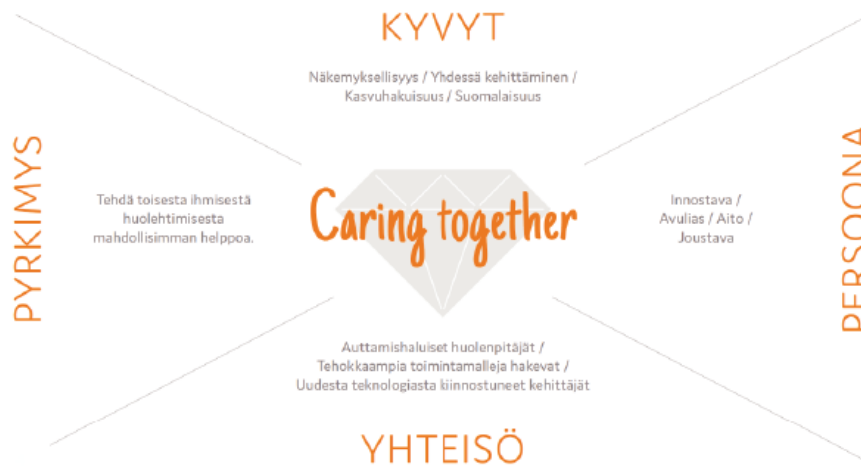 KYVYT
Näkemyksellisyys / Yhdessä kehittäminen /
Kasvuhakuisuus / Suomalaisuus
PYRKIMYS
Tehdä toisesta ihmisestä
huolehtimisesta
mahdollisimman helppoa.
Caring together
Innostava /
Avulias / Aito /
Joustava
PERSOONA
Auttamishaluiset huolenpitäjät /
Tehokkaampia toimintamalleja hakevat /
Uudesta teknologiasta kiinnostuneet kehittäjät
YHTEISÖ